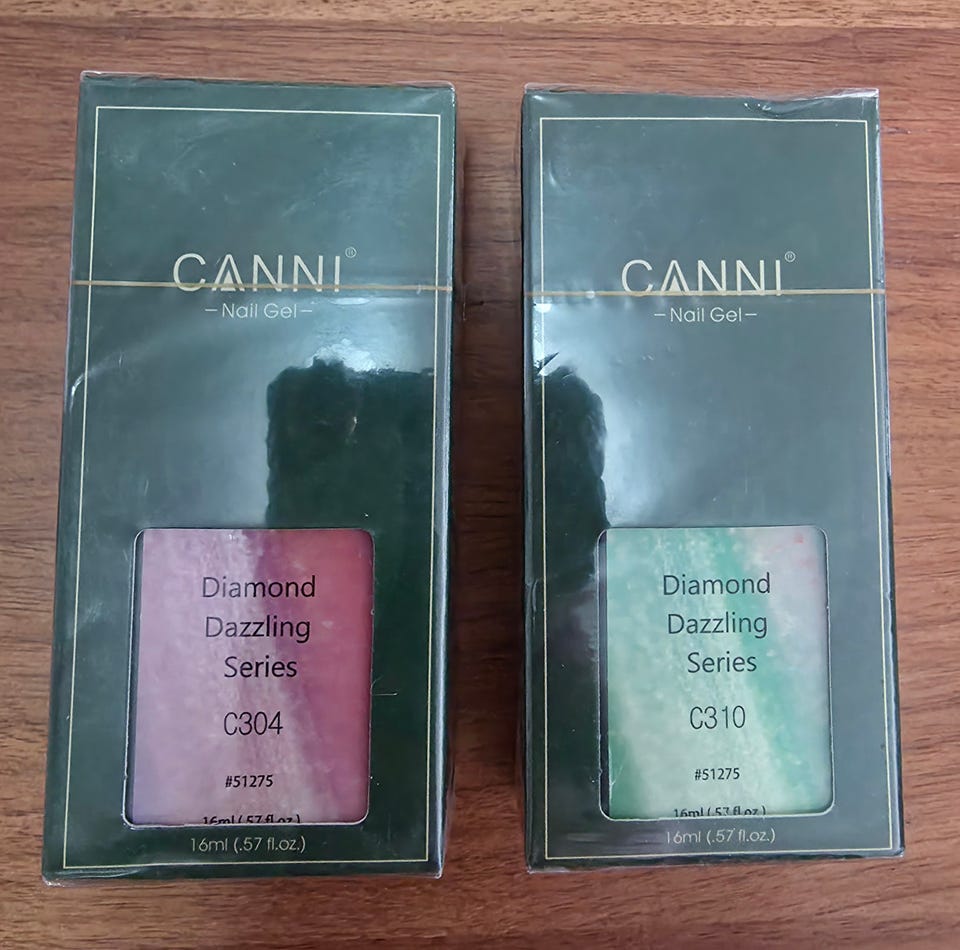 CANNI®
–Nail Gel–
Diamond
Dazzling
Series
C304
#51275
16ml (.57 fl.oz.)
16ml (.57 fl.oz.)
CANNI®
–Nail Gel–
Diamond
Dazzling
Series
C310
#51275
16ml (.57 fl.oz.)
16ml (.57 fl.oz.)